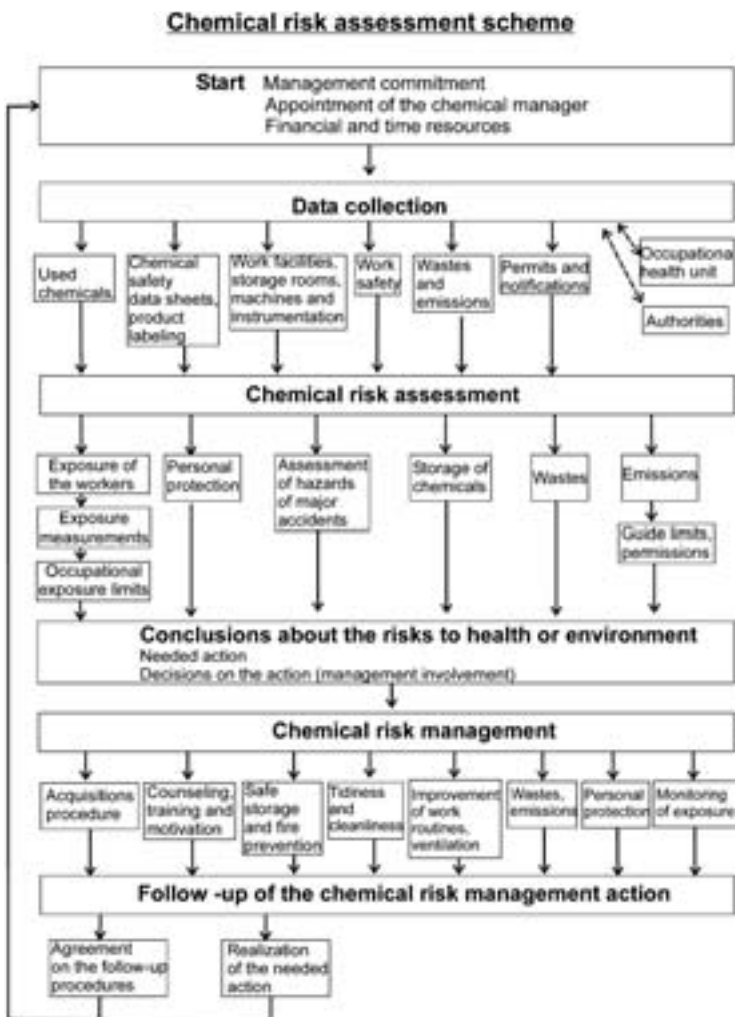 Chemical risk assessment scheme
Start Management commitment
Appointment of the chemical manager
Financial and time resources
Data collection
Used
chemicals
Chemical
safety
data sheets,
product
labeling
Work facilities,
storage rooms,
machines and
instrumentation
Work
safety
Wastes
and
emissions
Permits and
notifications
Occupationa
health unit
Authorities
Chemical risk assessment
Exposure of
the workers
Exposure
measurements
Occupational
exposure limits
Personal
protection
Assessment
of hazards
of major
accidents
Storage of
chemicals
Wastes
Emissions
Guide limits,
permissions
Conclusions about the risks to health or environment
Needed action
Decisions on the action (management involvement)
Chemical risk management
Acquisitions
procedure
Counseling,
training and
motivation
Safe
storage
and fire
prevention
Tidiness
and
cleanliness
Improvement
of work
routines,
ventilation
Wastes,
emissions
Personal
protection
Monitoring
of exposure
Follow -up of the chemical risk management action
Agreement
on the follow-up
procedures
Realization
of the needed
action